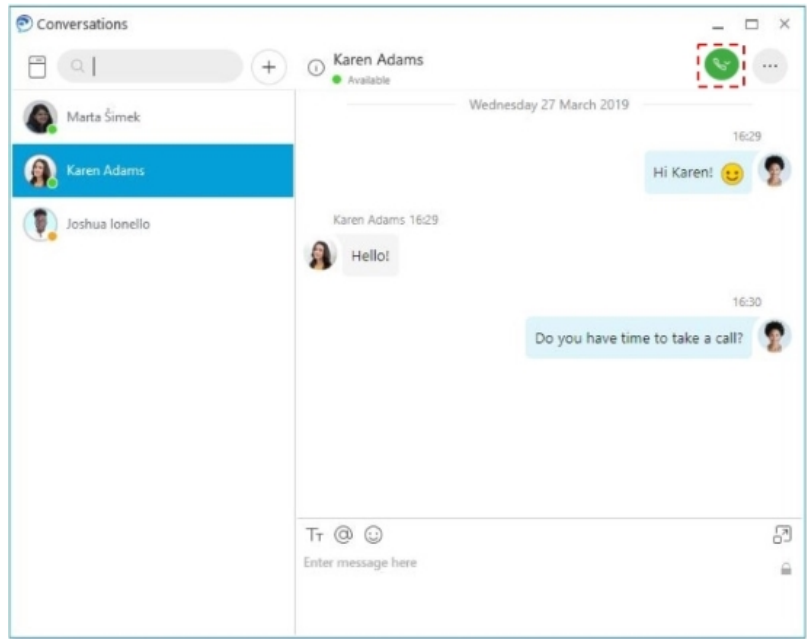 Conversations
Karen Adams
Available
Marta Šimek
Karen Adams
Joshua Ionello
Wednesday 27 March 2019
16:29
Hi Karen!
Karen Adams 16:29
Hello!
16:30
Do you have time to take a call?
TT @
Enter message here